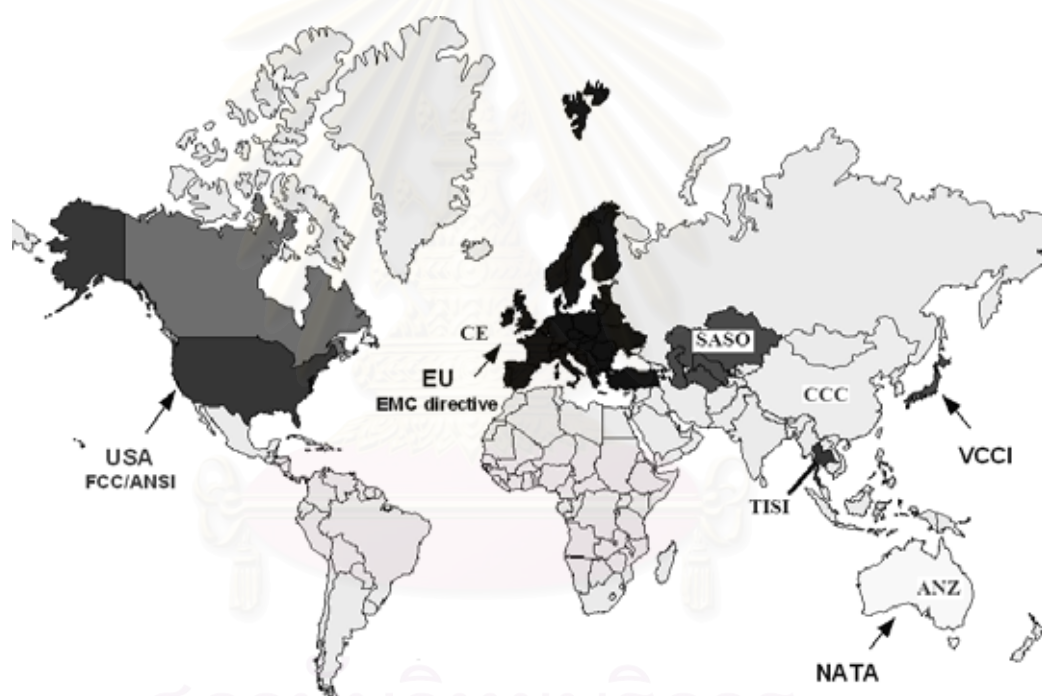 SASO
CE
EU
EMC directive
CCC
USA
FCC/ANSI
VCCI
TISI
ANZ
NATA